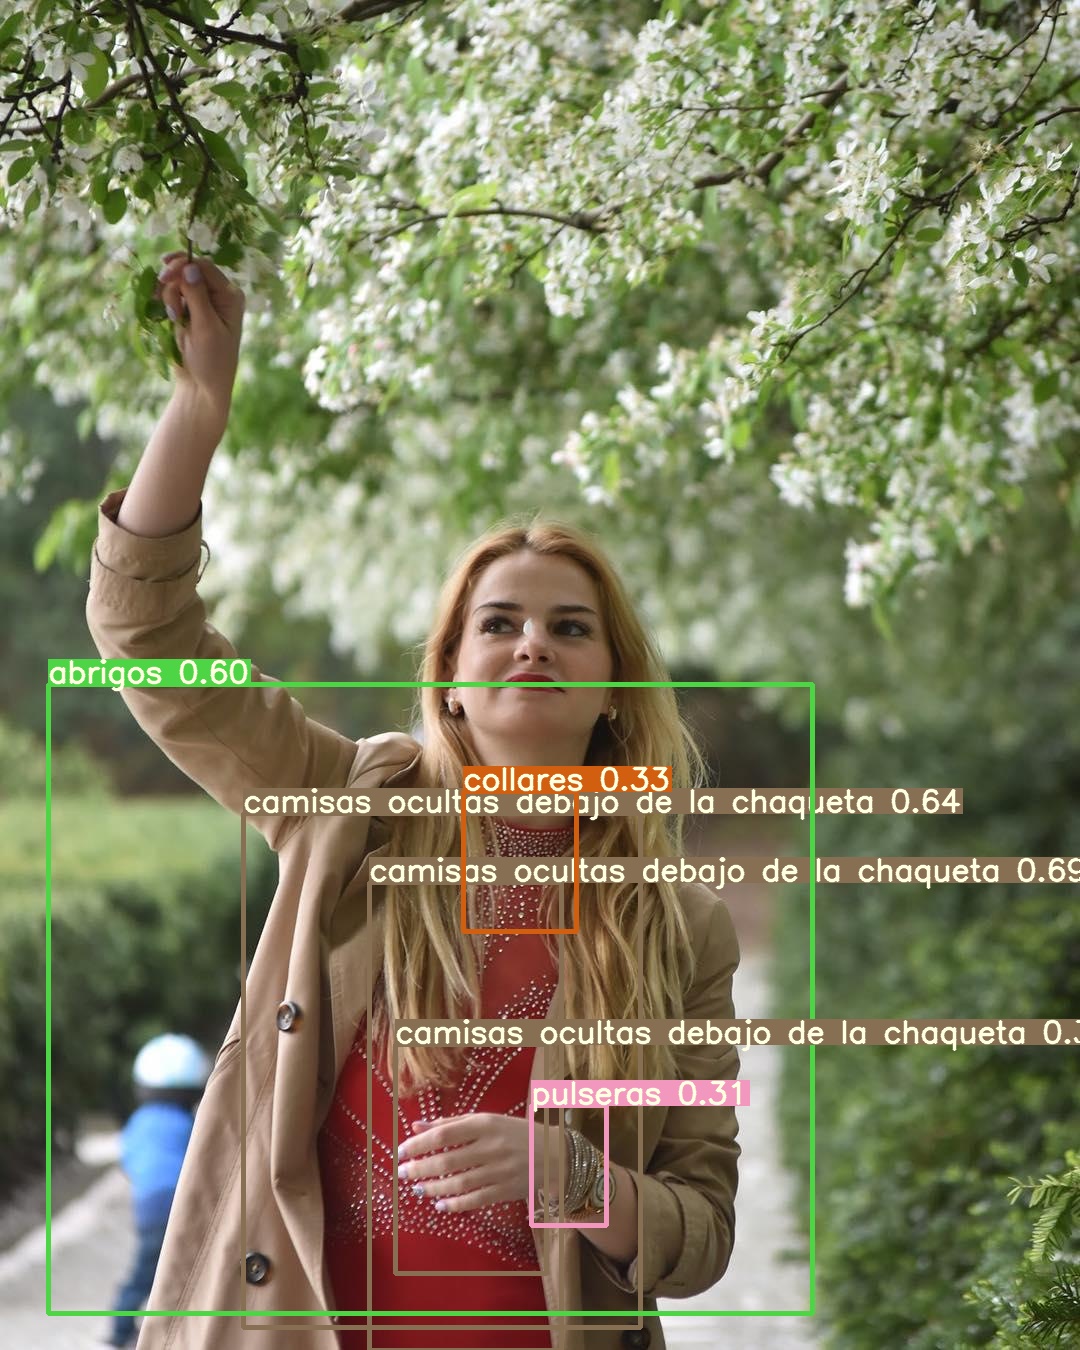 abrigos 0.60
collares 0.33
camisas ocultas debajo de la chaqueta 0.64
camisas ocultas debajo de la chaqueta 0.69
camisas ocultas debajo de la chaqueta 0.3
pulseras 0.31